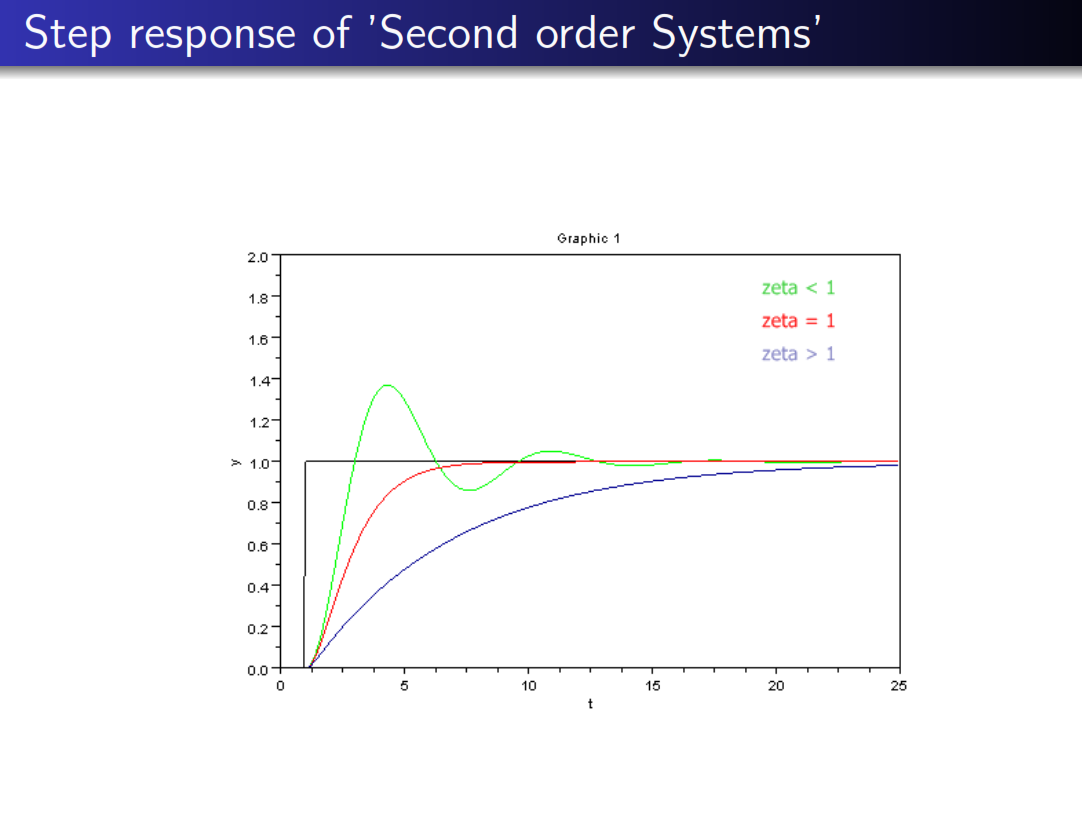 Step response of ’Second order Systems’
Graphic 1
2.0
1.8
1.6
1.4
1.2
1.0
0.8
0.6
0.4
0.2
0.0
y
zeta < 1
zeta = 1
zeta > 1
0 5 10 15 20 25
t